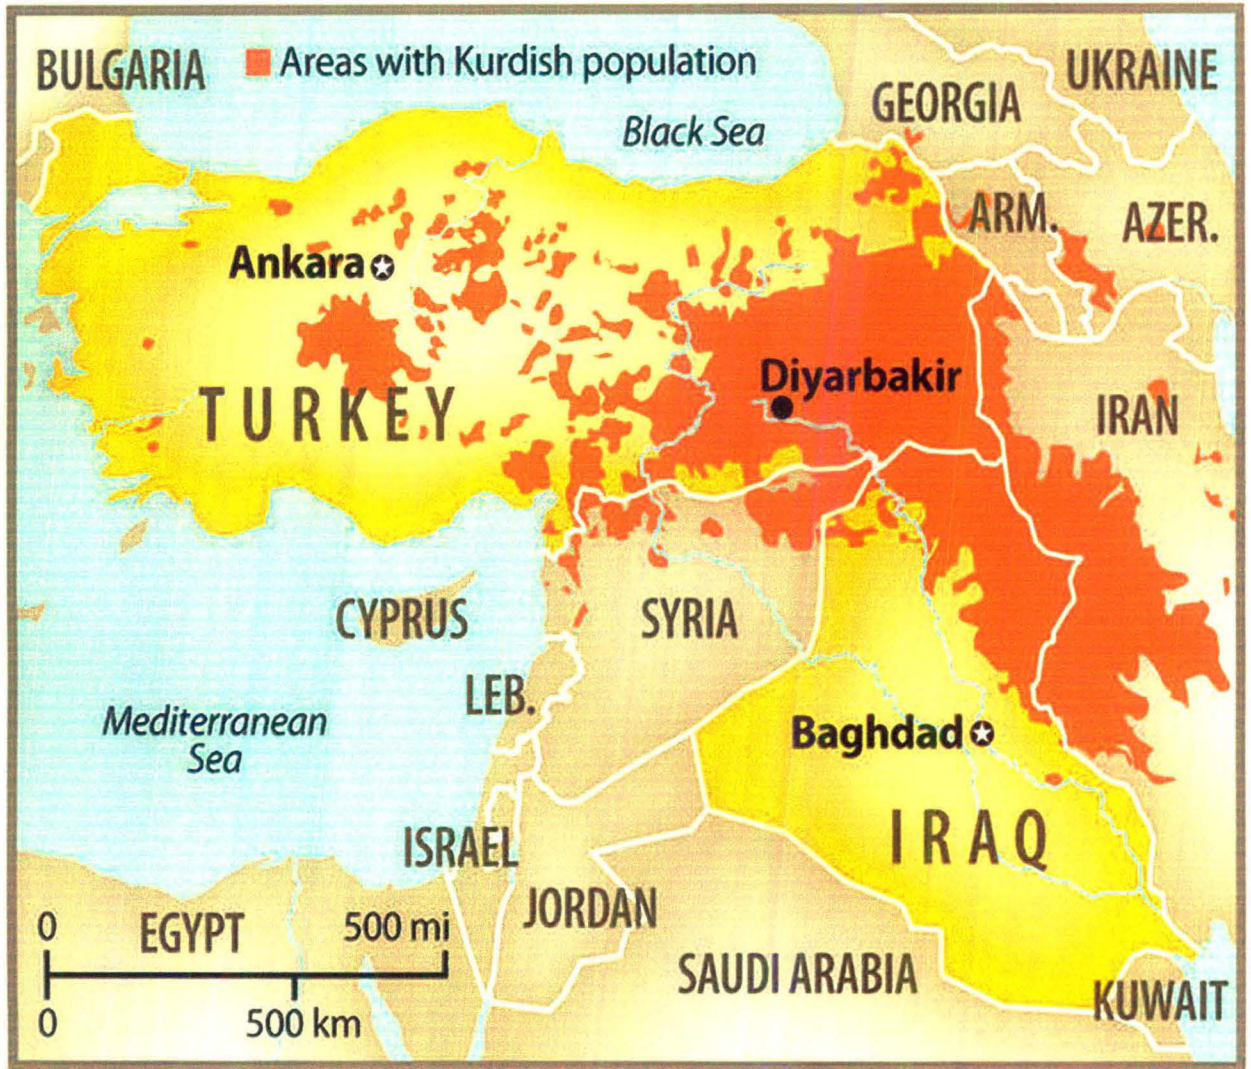 BULGARIA
Areas with Kurdish population
UKRAINE
GEORGIA
Black Sea
ARM.
AZER.
Ankara
Diyarbakir
TURKEY
IRAN
CYPRUS
SYRIA
LEB.
Mediterranean
Sea
Baghdad
IRAQ
ISRAEL
JORDAN
EGYPT
0
500 mi
SAUDI ARABIA
KUWAIT
0
500 km